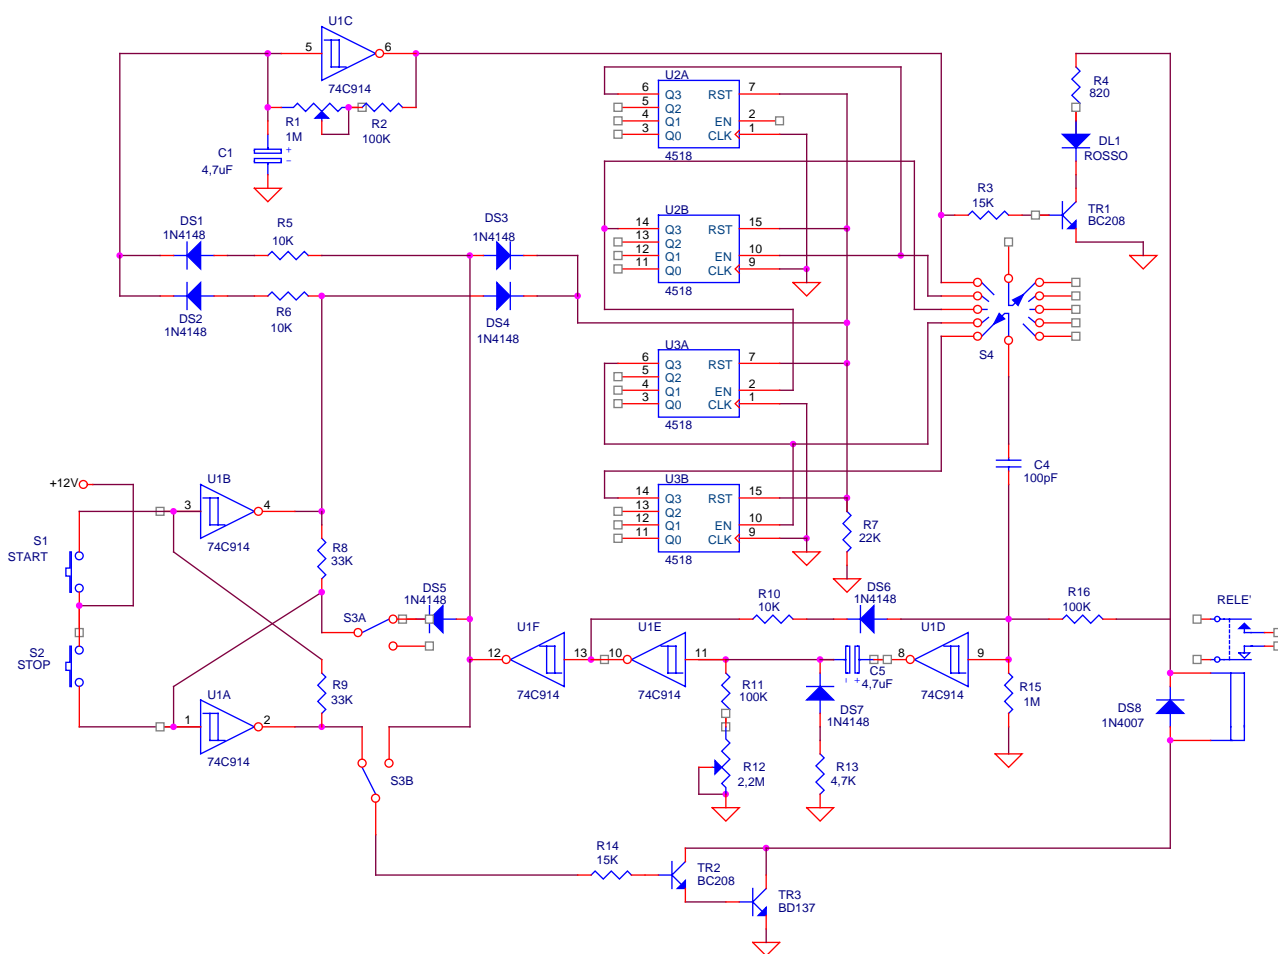 U1C
5
6
74C914
R1
1M
R2
100K
C1
4,7uF
+
-
U2A
6 Q3 RST 7
5 Q2
4 Q1 EN 2
3 Q0 CLK 1
4518
R4
820
DL1
ROSSO
R3
15K
TR1
BC208
DS1
1N4148
R5
10K
DS3
1N4148
U2B
14 Q3 RST 15
13 Q2
12 Q1 EN 10
11 Q0 CLK 9
4518
DS2
1N4148
R6
10K
DS4
1N4148
S4
U3A
6 Q3 RST 7
5 Q2
4 Q1 EN 2
3 Q0 CLK 1
4518
C4
100pF
U3B
14 Q3 RST 15
13 Q2
12 Q1 EN 10
11 Q0 CLK 9
4518
R7
22K
+12V
U1B
3
4
74C914
S1
START
R8
33K
S3A
DS5
1N4148
S2
STOP
U1A
1
2
74C914
R9
33K
S3B
U1F
12
13
74C914
U1E
10
11
74C914
R10
10K
DS6
1N4148
U1D
8
9
74C914
C5
4,7uF
- +
R11
100K
DS7
1N4148
R12
2,2M
R13
4,7K
R15
1M
R16
100K
RELE'
DS8
1N4007
R14
15K
TR2
BC208
TR3
BD137